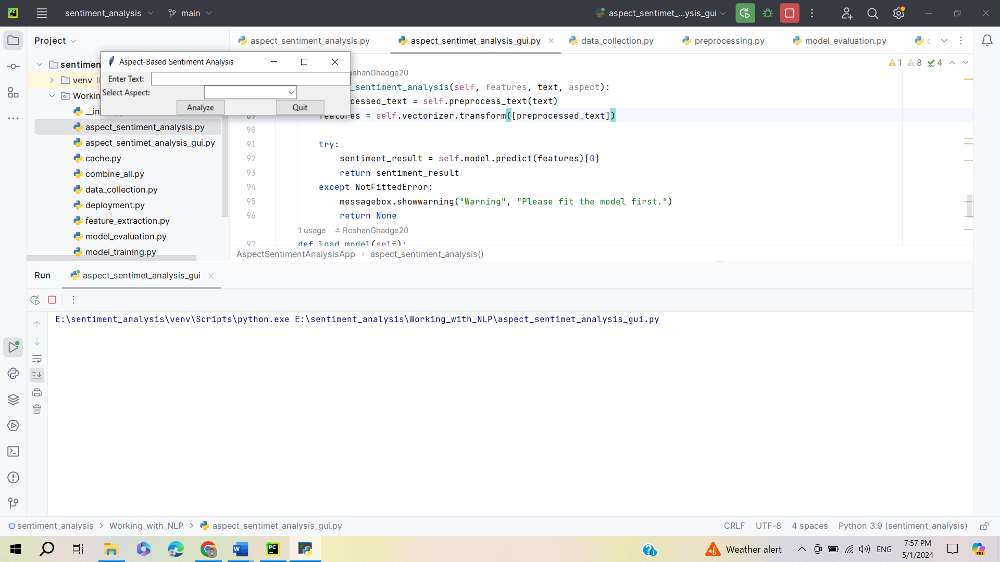 sentiment_analysis
main
aspect_sentimet_...ysis_gui
Project
aspect_sentiment_analysis.py
aspect_sentimet_analysis_gui.py
data_collection.py
preprocessing.py
model_evaluation.py
Aspect-Based Sentiment Analysis
Enter Text:
Select Aspect:
Analyze
Quit
sentimen
venv li
Workin
__in
aspect_sentiment_analysis.py
aspect_sentimet_analysis_gui.py
cache.py
combine_all.py
data_collection.py
deployment.py
feature_extraction.py
model_evaluation.py
model_training.py
1 8 4
oshanGhadge20
_sentiment_analysis(self, features, text, aspect):
cessed_text = self.preprocess_text(text)
89 features = self.vectorizer.transform([preprocessed_text])
90
91 try:
92 sentiment_result = self.model.predict(features)[0]
93 return sentiment_result
94 except NotFittedError:
95 messagebox.showwarning("Warning", "Please fit the model first.")
96 return None
1 usage RoshanGhadge20
97 def load_model(self):
AspectSentimentAnalysisApp › aspect_sentiment_analysis()
Run
aspect_sentimet_analysis_gui
E:\sentiment_analysis\venv\Scripts\python.exe E:\sentiment_analysis\Working_with_NLP\aspect_sentimet_analysis_gui.py
sentiment_analysis > Working_with_NLP > aspect_sentimet_analysis_gui.py
CRLF UTF-8 4 spaces Python 3.9 (sentiment_analysis)
Weather alert
ENG
7:57 PM
5/1/2024